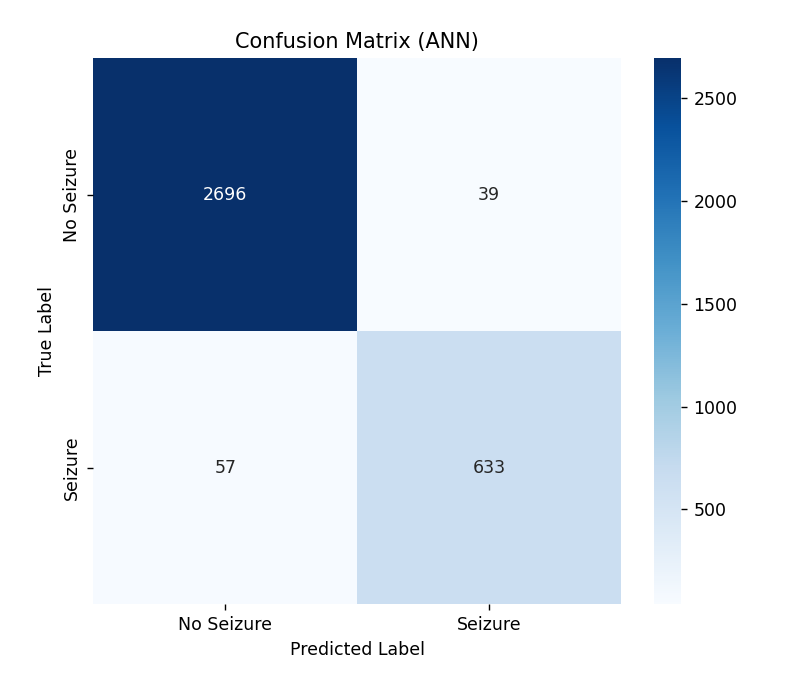 Confusion Matrix (ANN)
True Label
No Seizure
Seizure
2696
39
57
633
No Seizure
Seizure
Predicted Label
2500
2000
1500
1000
500